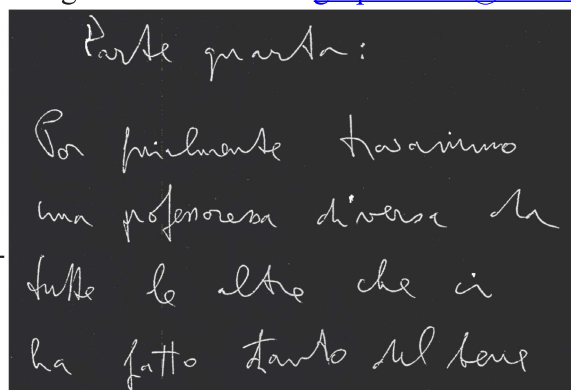 Parte quarta:
Poi finalmente trovammo
una professoressa diversa da
tutte le altre che ci
ha fatto tanto del bene